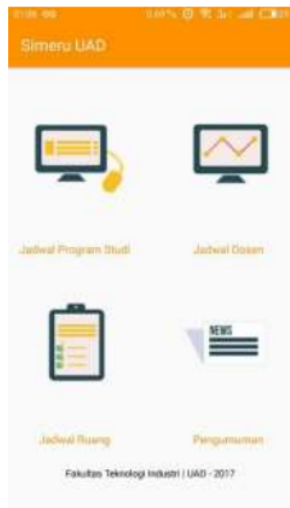 Simeru UAD
Jadwal Program Studi
Jadwal Dosen
NEWS
Jadwal Ruang
Pengumuman
Fakultas Teknologi Industri | UAD - 2017